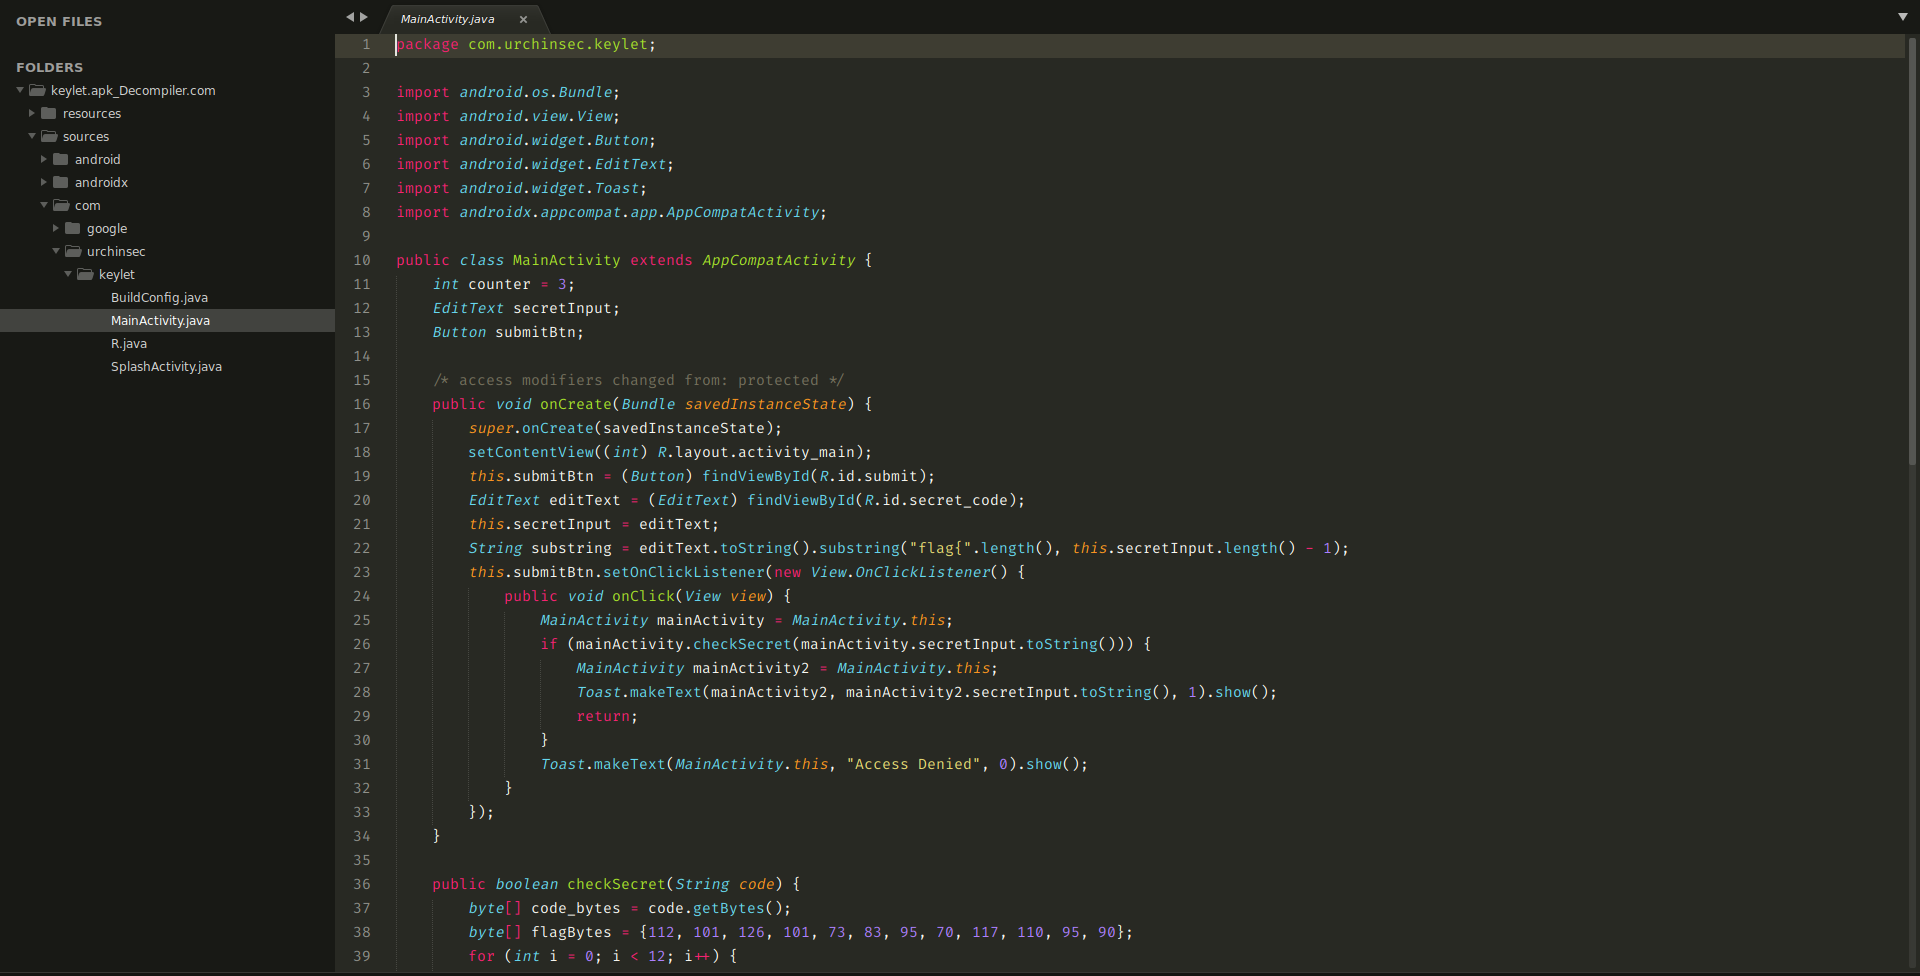 OPEN FILES
FOLDERS
keylet.apk_Decompiler.com
resources
sources
android
androidx
com
google
urchinsec
keylet
BuildConfig.java
MainActivity.java
R.java
SplashActivity.java
MainActivity.java ×
1 package com.urchinsec.keylet;
2
3 import android.os.Bundle;
4 import android.view.View;
5 import android.widget.Button;
6 import android.widget.EditText;
7 import android.widget.Toast;
8 import androidx.appcompat.app.AppCompatActivity;
9
10 public class MainActivity extends AppCompatActivity {
11 int counter = 3;
12 EditText secretInput;
13 Button submitBtn;
14
15 /* access modifiers changed from: protected */
16 public void onCreate(Bundle savedInstanceState) {
17 super.onCreate(savedInstanceState);
18 setContentView((int) R.layout.activity_main);
19 this.submitBtn = (Button) findViewById(R.id.submit);
20 EditText editText = (EditText) findViewById(R.id.secret_code);
21 this.secretInput = editText;
22 String substring = editText.toString().substring("flag{".length(), this.secretInput.length() - 1);
23 this.submitBtn.setOnClickListener(new View.OnClickListener() {
24 public void onClick(View view) {
25 MainActivity mainActivity = MainActivity.this;
26 if (mainActivity.checkSecret(mainActivity.secretInput.toString())) {
27 MainActivity mainActivity2 = MainActivity.this;
28 Toast.makeText(mainActivity2, mainActivity2.secretInput.toString(), 1).show();
29 return;
30 }
31 Toast.makeText(MainActivity.this, "Access Denied", 0).show();
32 }
33 });
34 }
35
36 public boolean checkSecret(String code) {
37 byte[] code_bytes = code.getBytes();
38 byte[] flagBytes = {112, 101, 126, 101, 73, 83, 95, 70, 117, 110, 95, 90};
39 for (int i = 0; i < 12; i++) {